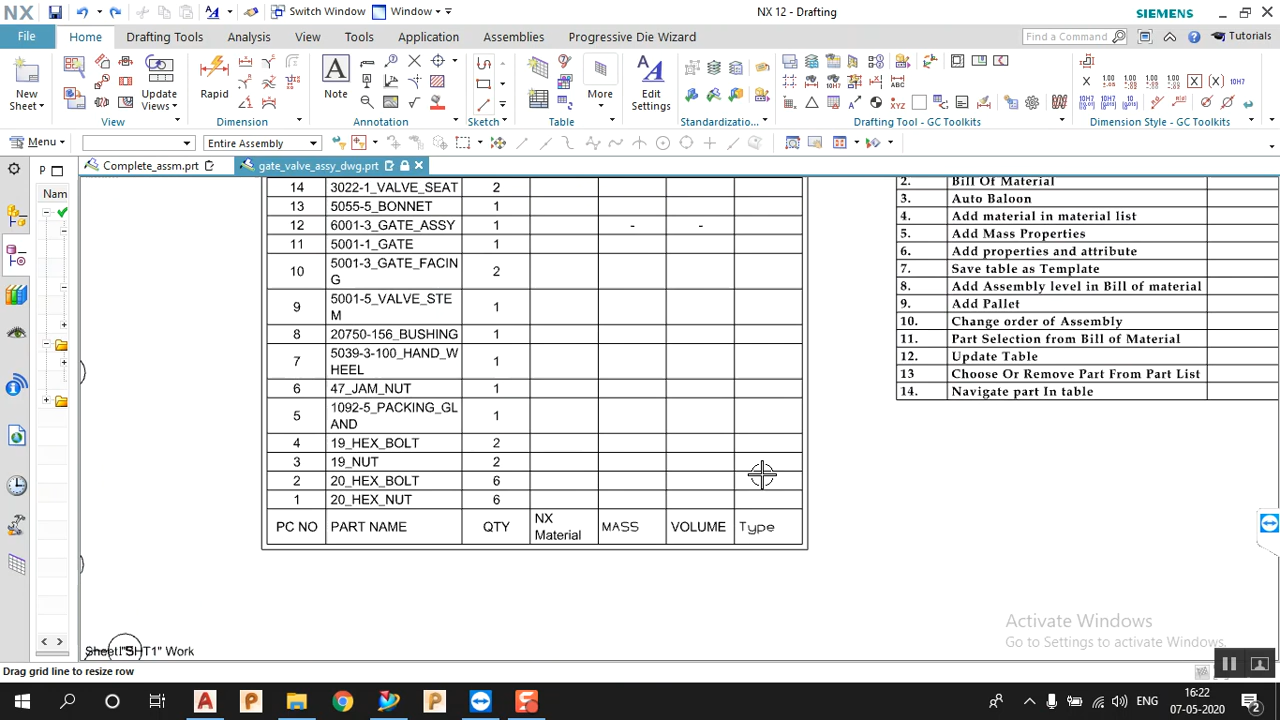 NX
Switch Window
Window
NX 12 - Drafting
SIEMENS
File
Home
Drafting Tools
Analysis
View
Tools
Application
Assemblies
Progressive Die Wizard
Find a Command
Tutorials
New
Sheet
Update
Views
Rapid
Note
More
Edit
Settings
View
Dimension
Annotation
Sketch
Table
Standardizatio...
Drafting Tool - GC Toolkits
Dimension Style - GC Toolkits
Menu
Entire Assembly
P
Complete_assm.prt
gate_valve_assy_dwg.prt
Nam
14 3022-1_VALVE_SEAT 2
13 5055-5_BONNET 1
12 6001-3_GATE_ASSY 1 - -
11 5001-1_GATE 1
10 5001-3_GATE_FACIN 2
G
9 5001-5_VALVE_STE 1
M
8 20750-156_BUSHING 1
7 5039-3-100_HAND_W 1
HEEL
6 47_JAM_NUT 1
5 1092-5_PACKING_GL 1
AND
4 19_HEX_BOLT 2
3 19_NUT 2
2 20_HEX_BOLT 6
1 20_HEX_NUT 6
PC NO PART NAME QTY NX MASS VOLUME Type
Material
2. Bill Of Material
3. Auto Baloon
4. Add material in material list
5. Add Mass Properties
6. Add properties and attribute
7. Save table as Template
8. Add Assembly level in Bill of material
9. Add Pallet
10. Change order of Assembly
11. Part Selection from Bill of Material
12. Update Table
13 Choose Or Remove Part From Part List
14. Navigate part In table
Activate Windows
Go to Settings to activate Windows.
5
Sheet "SHT1" Work
Drag grid line to resize row
ENG
16:22
07-05-2020
2